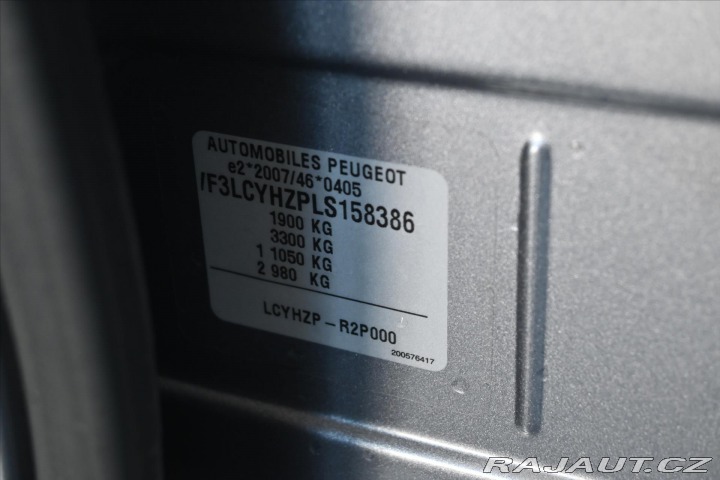 AUTOMOBILES PEUGEOT
e2*2007/46*0405
VF3LCYHZPLS158386
1900 KG
3300 KG
1 1050 KG
2 980 KG
LCYHZP-R2P000
200576417
RAJAUT.CZ